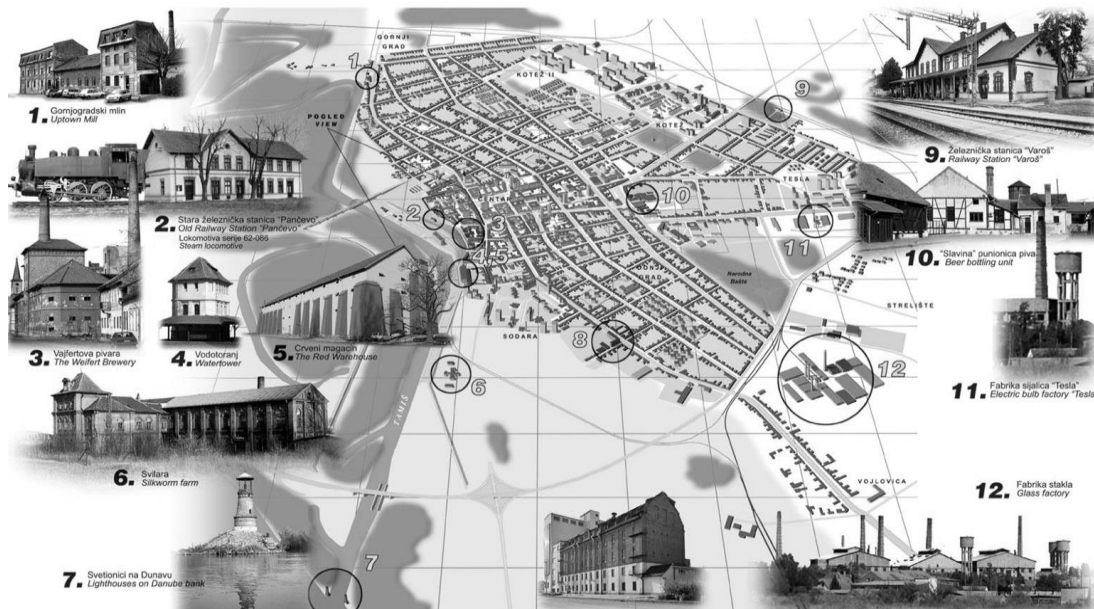 GORNJI
GRAD
1
KOTEŽ II
9
POGLED
VIEW
KOTEŽ
1. Gornjogradski mlin
Uptown Mill
9. Železnička stanica "Varoš"
Railway Station "Varoš"
TESLA
10
2
3
11
4,5
2. Stara železnička stanica "Pančevo"
Old Railway Station "Pančevo"
Lokomotiva serije 62-066
Steam locomotive
10. "Slavina" punionica piva
Beer bottling unit
GRAD
Narodna
Bašta
STRELIŠTE
3. Vajfertova pivara
The Weifert Brewery
4. Vodotoranj
Watertower
5. Crveni magacin
The Red Warehouse
SODARA
8
6
12
TAMIŠ
11. Fabrika sijalica "Tesla"
Electric bulb factory "Tesla
6. Svilara
Silkworm farm
VOJLOVICA
12. Fabrika stakla
Glass factory
7. Svetionici na Dunavu
Lighthouses on Danube bank
7